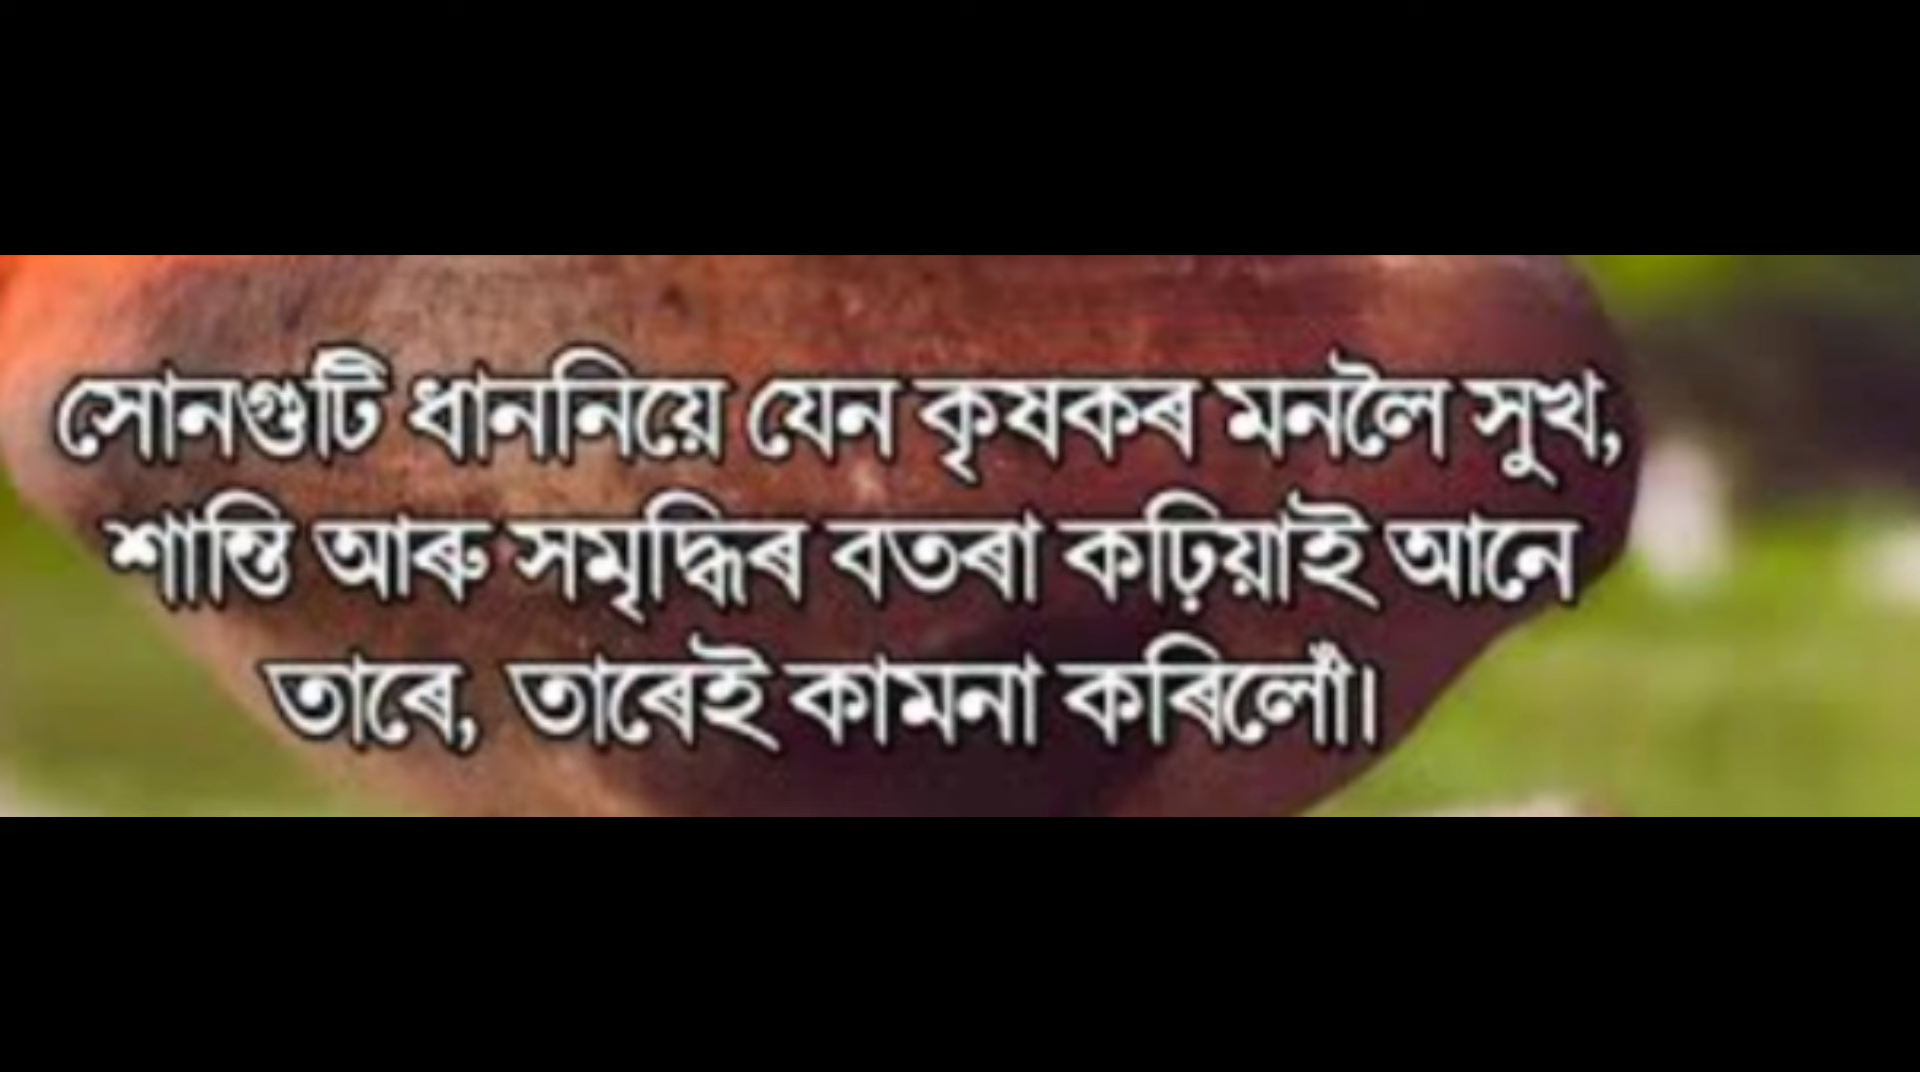 সোনগুটি ধাননিয়ে যেন কৃষকৰ মনলৈ সুখ,
শান্তি আৰু সমৃদ্ধিৰ বতৰা কঢ়িয়াই আনে
তাৰে, তাৰেই কামনা কৰিলোঁ।